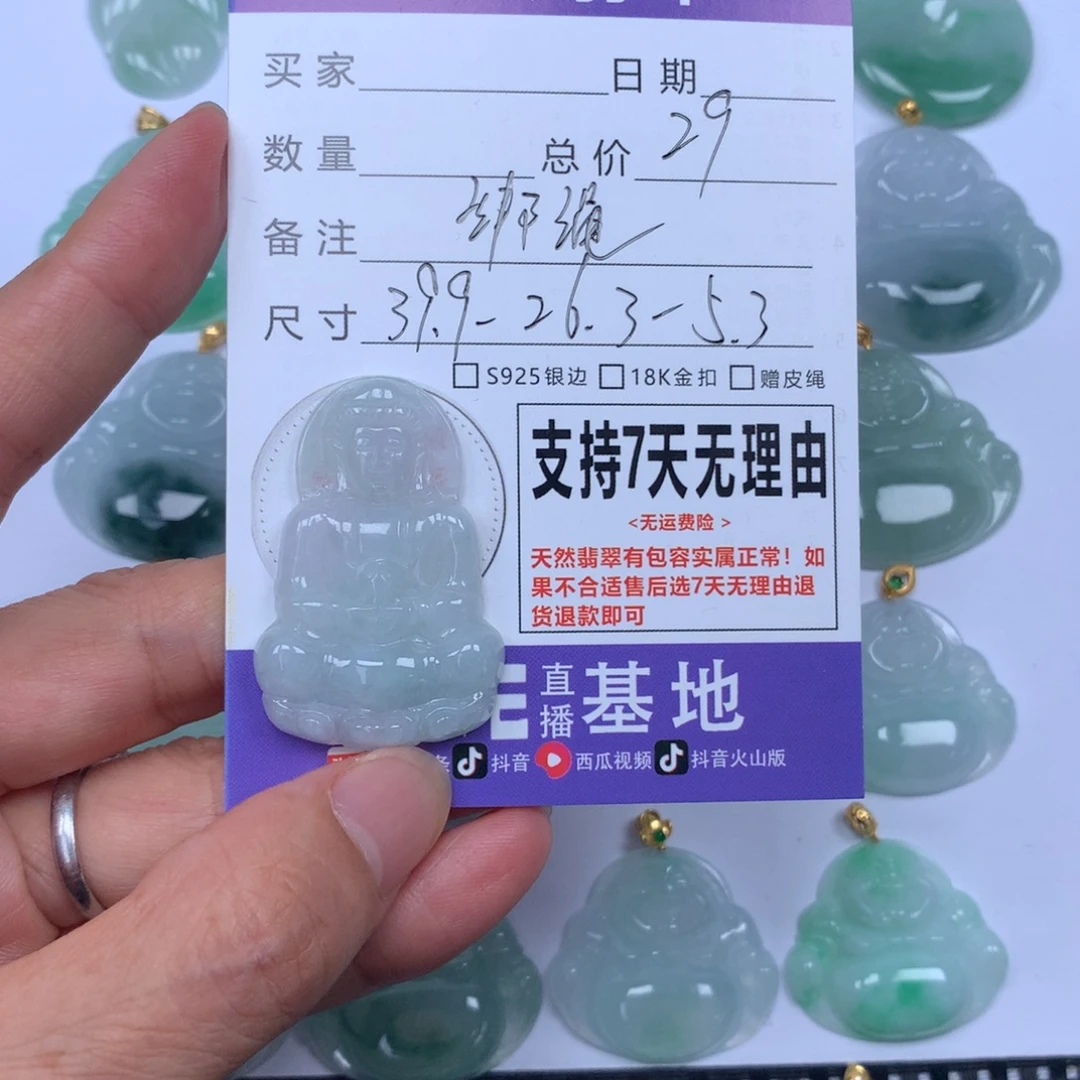 买家 日期
数量 总价 29
备注
尺寸 39.9-26.3-5.3
S925银边 18K金扣 赠皮绳
支持7天无理由
<无运费险 >
天然翡翠有包容实属正常！如
果不合适售后选7天无理由退
货退款即可
直播基地
条 抖音 西瓜视频 抖音火山版